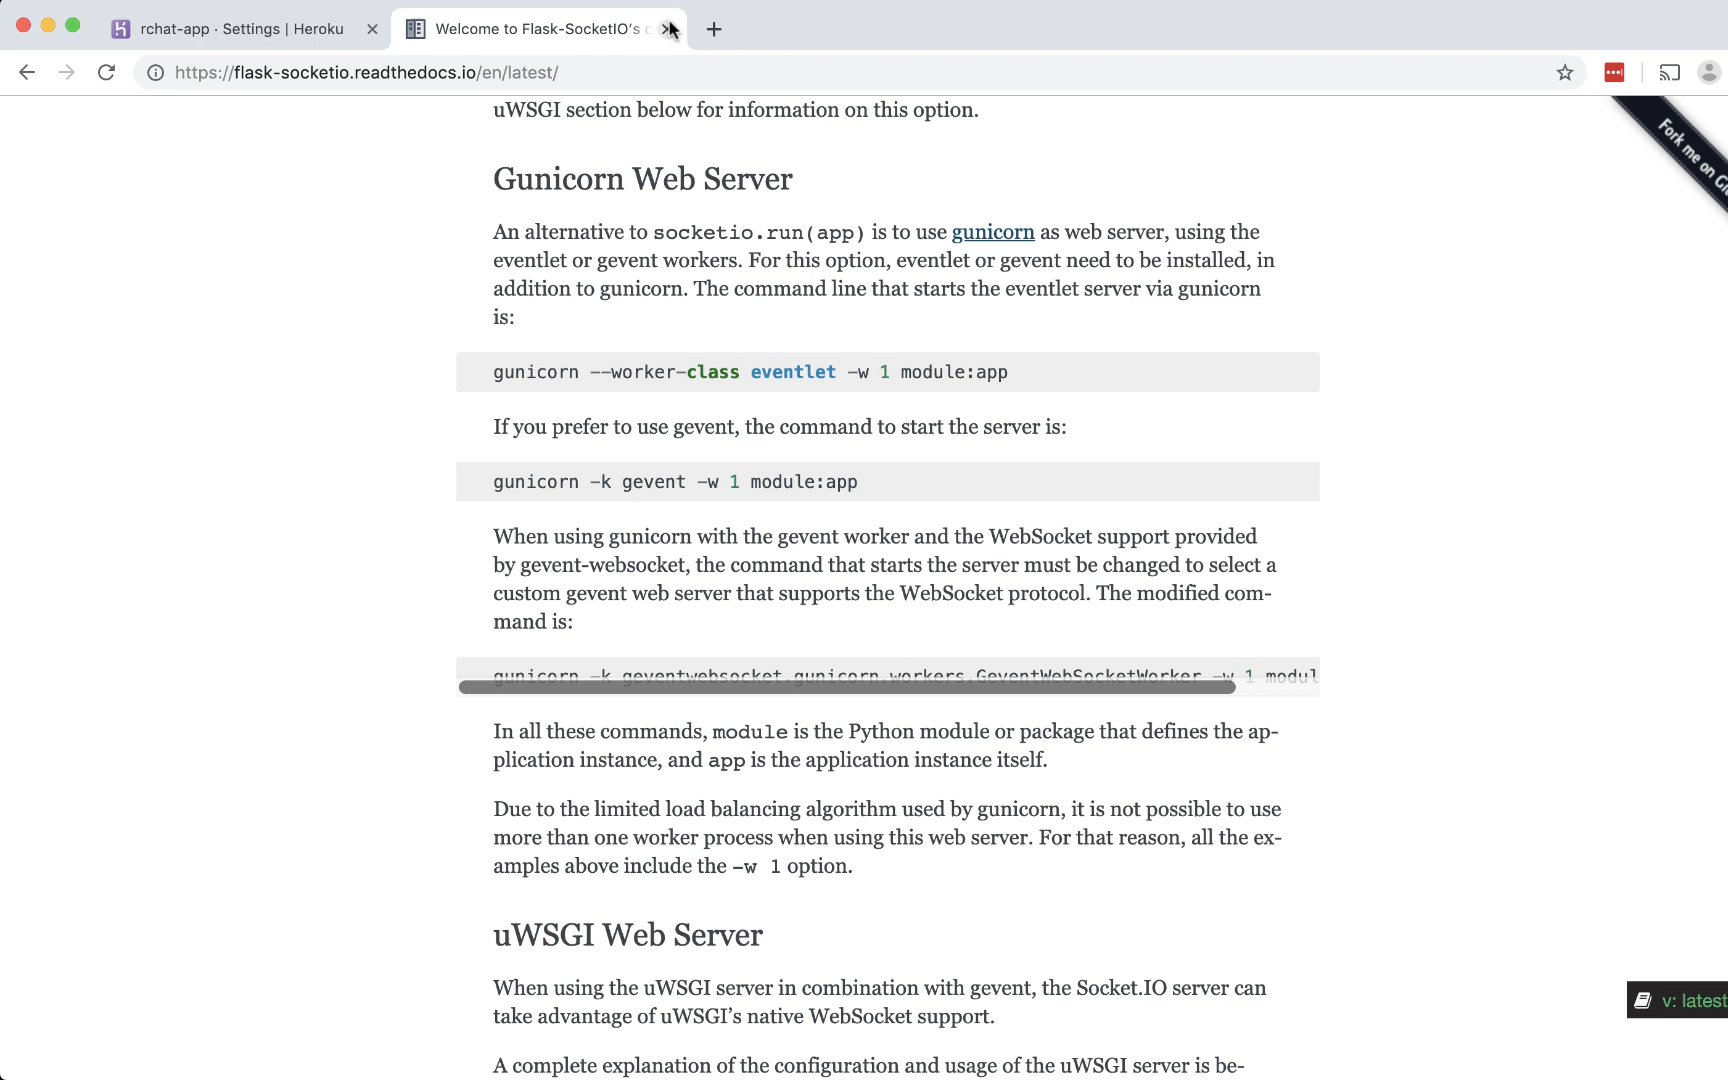 rchat-app · Settings | Heroku
Welcome to Flask-SocketIO's
https://flask-socketio.readthedocs.io/en/latest/
Fork me on
uWSGI section below for information on this option.
Gunicorn Web Server
An alternative to socketio.run(app) is to use gunicorn as web server, using the
eventlet or gevent workers. For this option, eventlet or gevent need to be installed, in
addition to gunicorn. The command line that starts the eventlet server via gunicorn
is:
gunicorn --worker-class eventlet -w 1 module:app
If you prefer to use gevent, the command to start the server is:
gunicorn -k gevent -w 1 module:app
When using gunicorn with the gevent worker and the WebSocket support provided
by gevent-websocket, the command that starts the server must be changed to select a
custom gevent web server that supports the WebSocket protocol. The modified com-
mand is:
gunicorn -k geventwebsocket.gunicorn.workers.GeventWebSocketWorker -w 1 modul
In all these commands, module is the Python module or package that defines the ap-
plication instance, and app is the application instance itself.
Due to the limited load balancing algorithm used by gunicorn, it is not possible to use
more than one worker process when using this web server. For that reason, all the ex-
amples above include the -w 1 option.
uWSGI Web Server
When using the uWSGI server in combination with gevent, the Socket.IO server can
take advantage of uWSGI's native WebSocket support.
v: latest
A complete explanation of the configuration and usage of the uWSGI server is be-